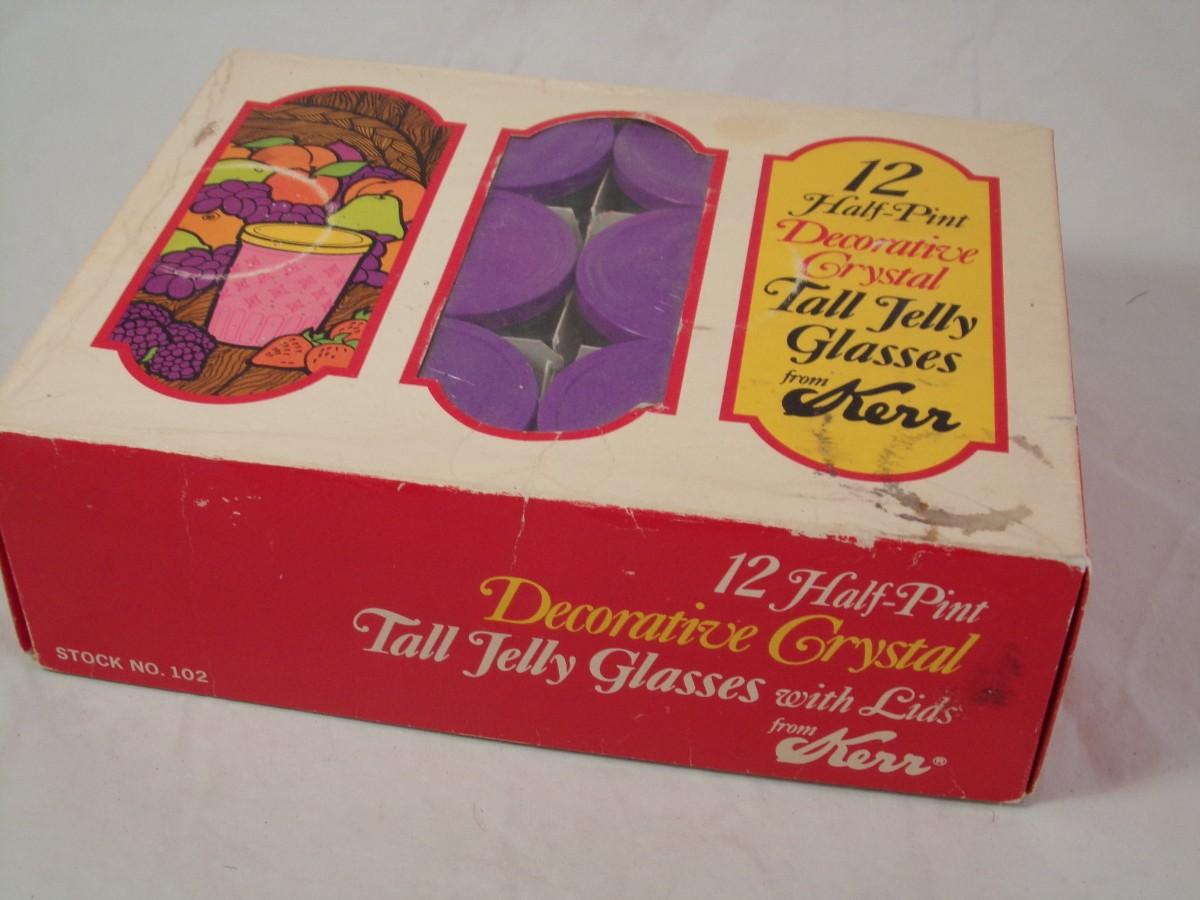 12
Half-Pint
Decorative
Crystal
Tall Jelly
Glasses
from
Kerr
12 Half-Pint
Decorative Crystal
Tall Jelly Glasses with Lids
from
Kerr®
STOCK NO. 102